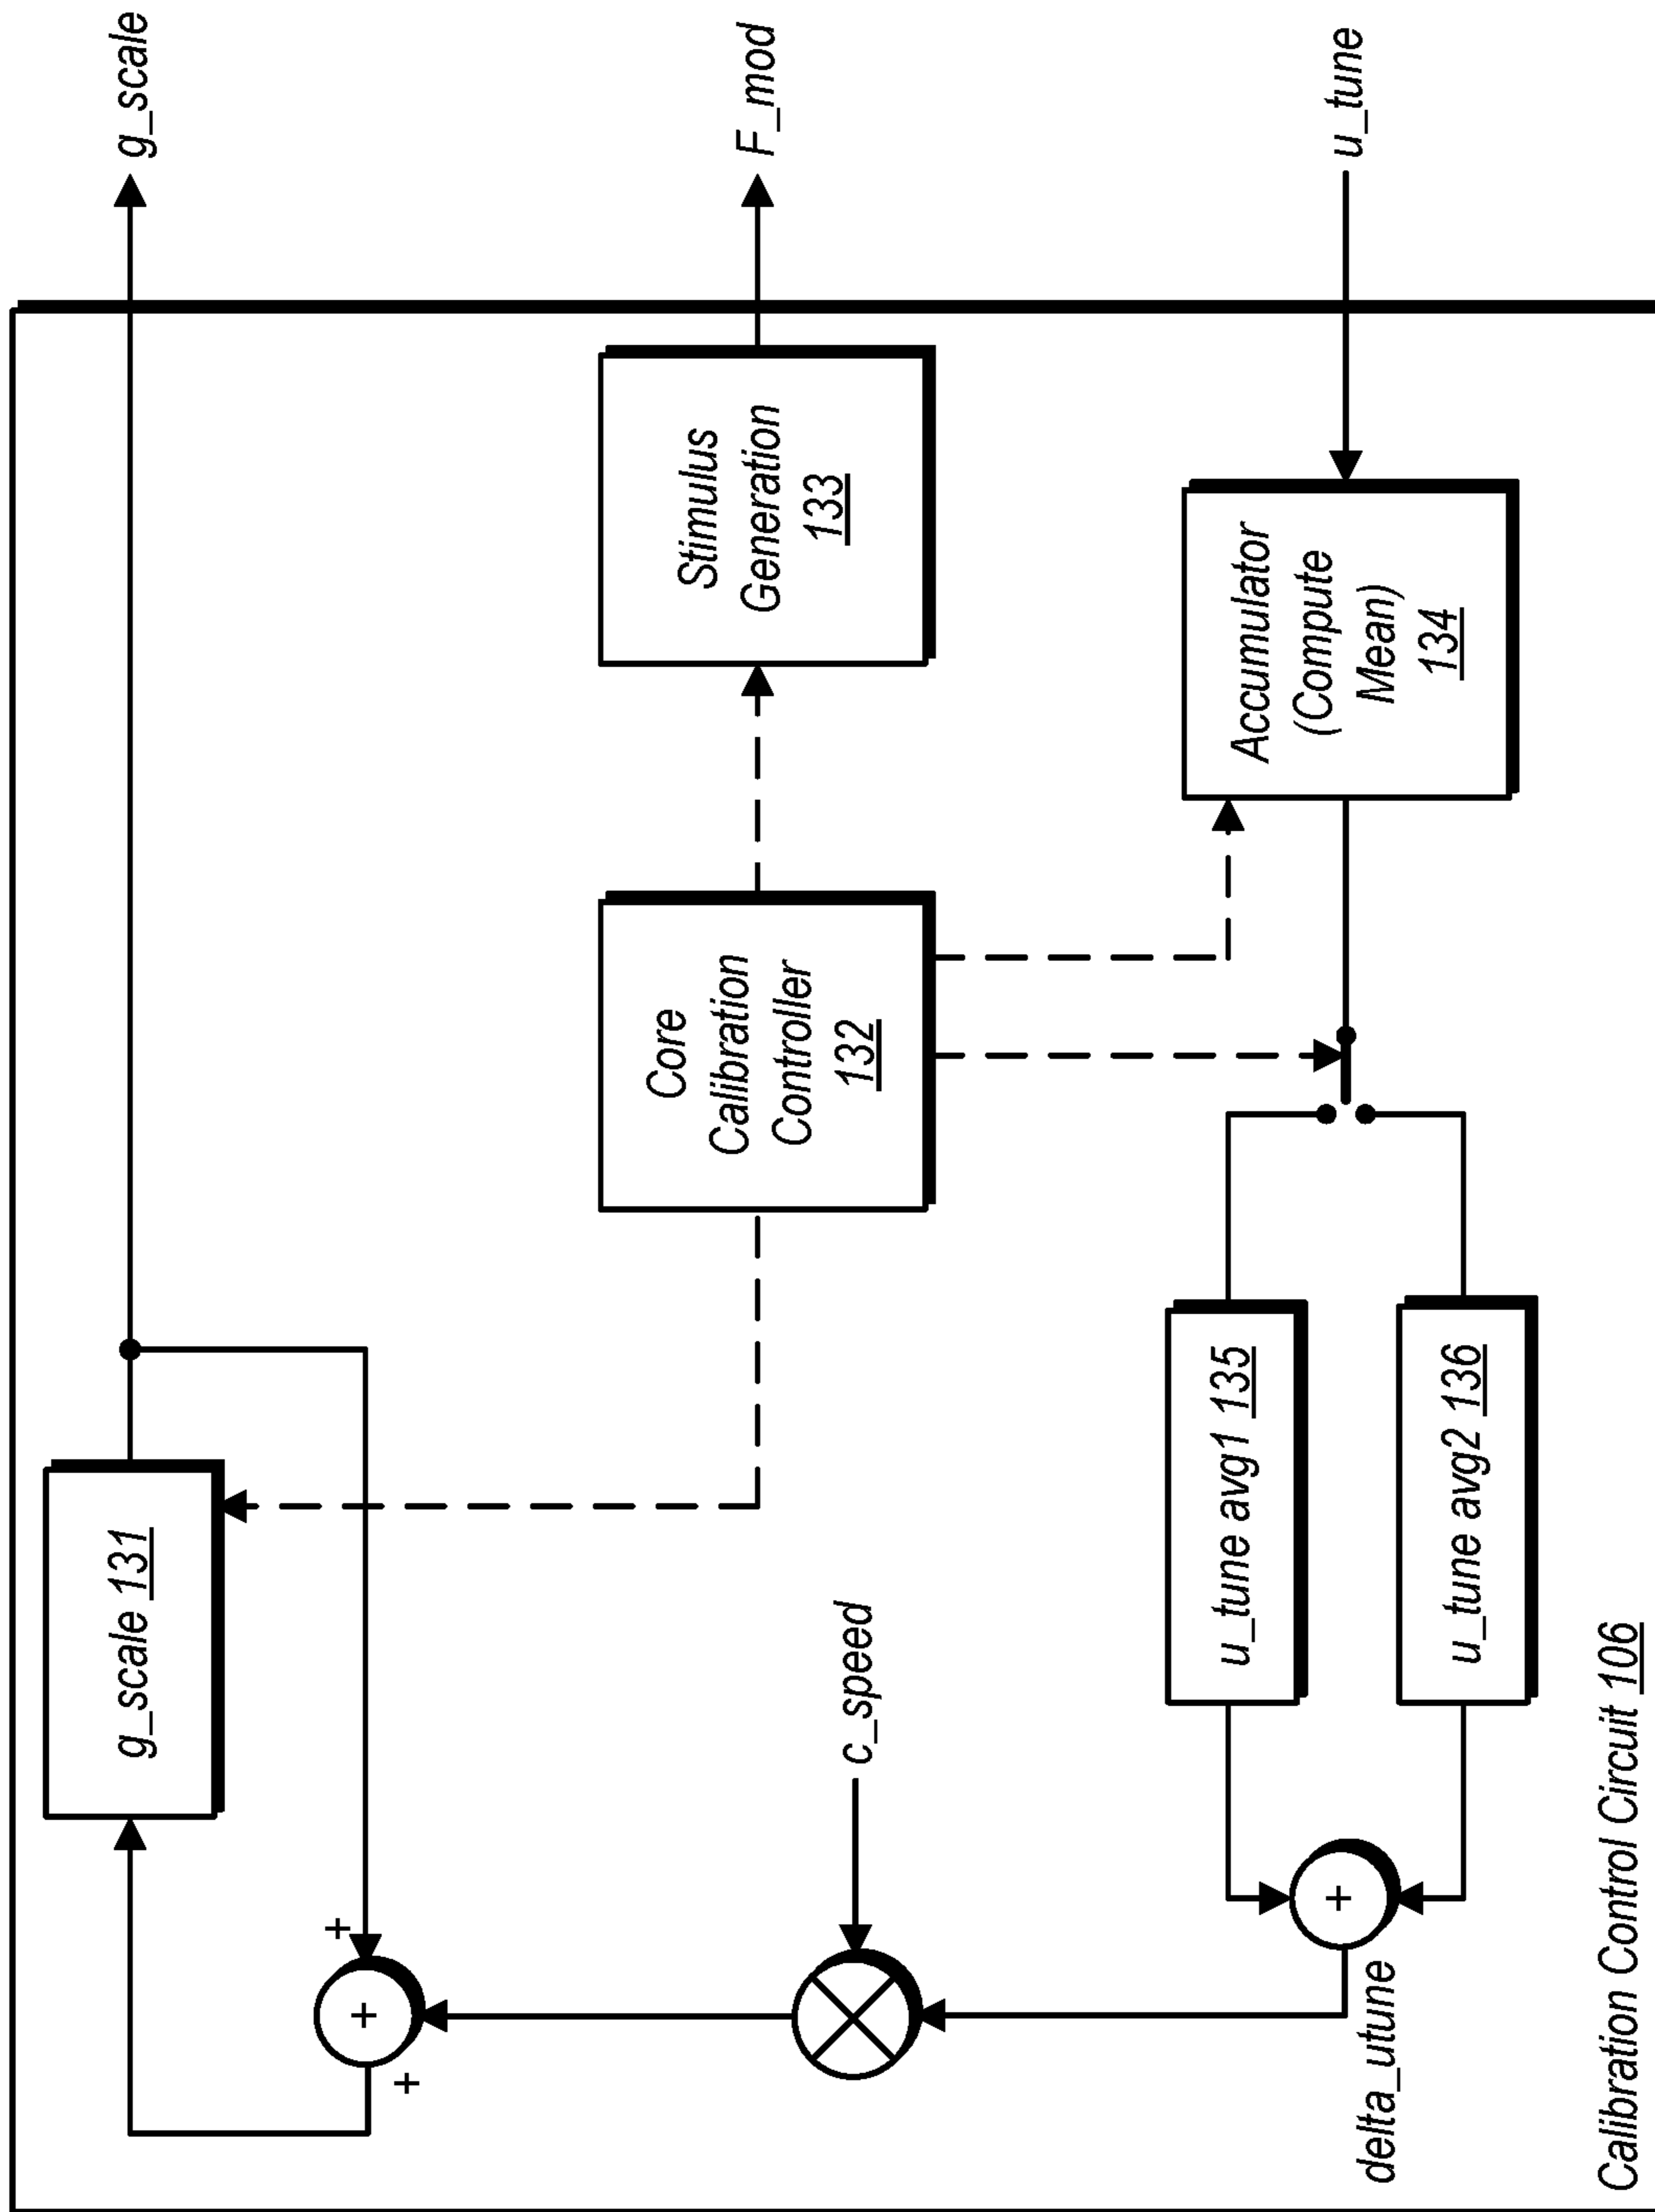 g_scale 131
g_scale
+
+
+
Core
Calibration
Controller
132
Stimulus
Generation
133
F_mod
c_speed
u_tune avg1 135
u_tune avg2 136
Accumulator
(Compute
Mean)
134
u_tune
+
delta_utune
Calibration Control Circuit 106